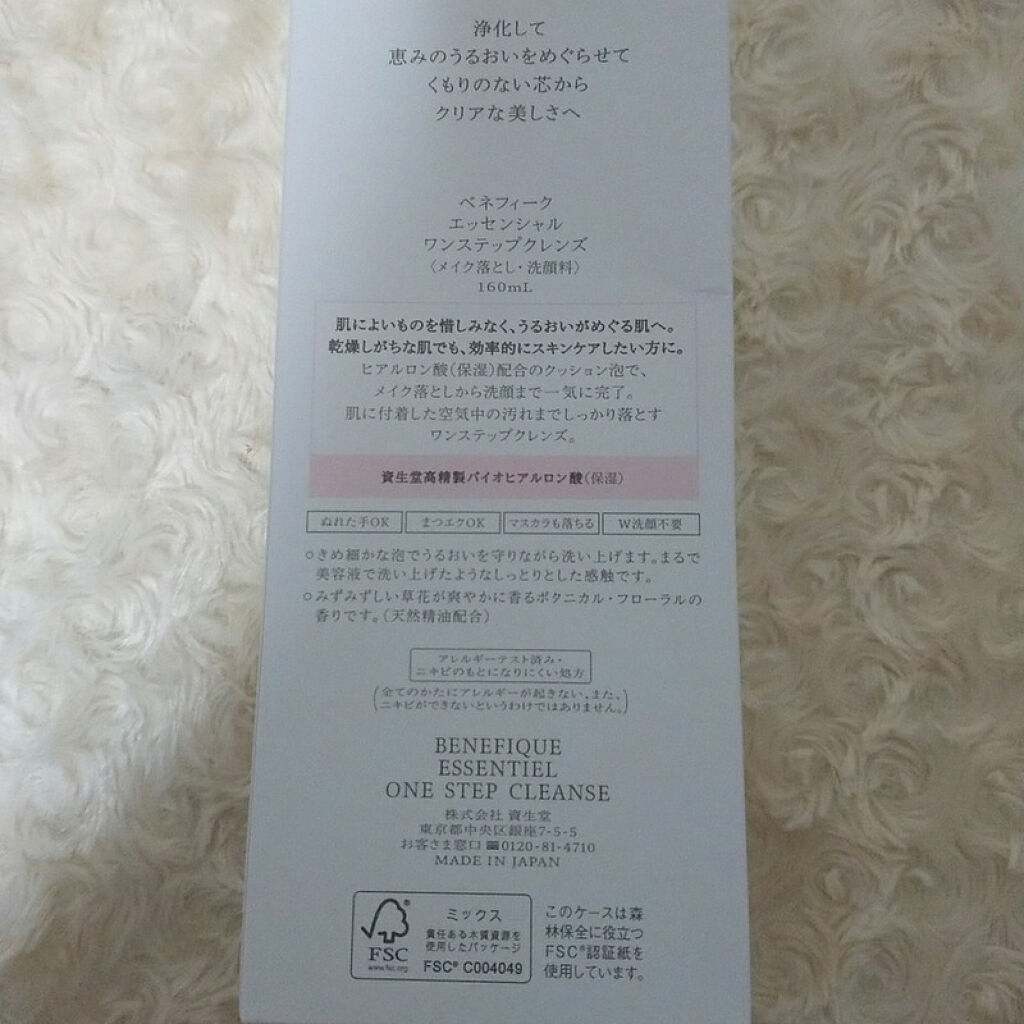 浄化して
恵みのうるおいをめぐらせて
くもりのない芯から
クリアな美しさへ
ベネフィーク
エッセンシャル
ワンステップクレンズ
〈メイク落とし・洗顔料〉
160mL
肌によいものを惜しみなく、うるおいがめぐる肌へ。
乾燥しがちな肌でも、効率的にスキンケアしたい方に。
ヒアルロン酸(保湿)配合のクッション泡で、
メイク落としから洗顔まで一気に完了。
肌に付着した空気中の汚れまでしっかり落とす
ワンステップクレンズ。
資生堂高精製バイオヒアルロン酸(保湿)
ぬれた手OK まつエクOK マスカラも落ちる W洗顔不要
○きめ細かな泡でうるおいを守りながら洗い上げます。まるで
美容液で洗い上げたようなしっとりとした感触です。
○みずみずしい草花が爽やかに香るボタニカル・フローラルの
香りです。(天然精油配合)
アレルギーテスト済み・
ニキビのもとになりにくい処方
(全てのかたにアレルギーが起きない、また、
ニキビができないというわけではありません。)
BENEFIQUE
ESSENTIEL
ONE STEP CLEANSE
株式会社 資生堂
東京都中央区銀座7-5-5
お客さま窓口 ☎0120-81-4710
MADE IN JAPAN
FSC®
www.fsc.org
ミックス
責任ある木質資源を
使用したパッケージ
FSC® C004049
このケースは森
林保全に役立つ
FSC®認証紙を
使用しています。